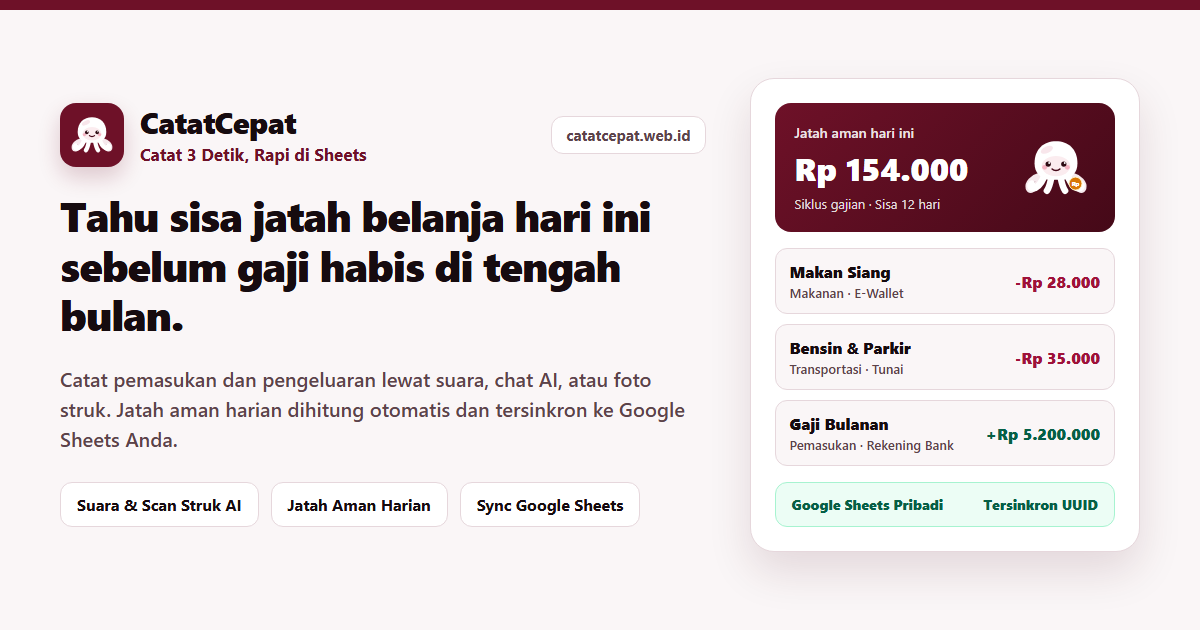 CatatCepat
Catat 3 Detik, Rapi di Sheets
catatcepat.web.id
Tahu sisa jatah belanja hari ini
sebelum gaji habis di tengah
bulan.
Catat pemasukan dan pengeluaran lewat suara, chat AI, atau foto
struk. Jatah aman harian dihitung otomatis dan tersinkron ke Google
Sheets Anda.
Suara & Scan Struk AI
Jatah Aman Harian
Sync Google Sheets
Jatah aman hari ini
Rp 154.000
Siklus gajian · Sisa 12 hari
Rp
Makan Siang
Makanan · E-Wallet
-Rp 28.000
Bensin & Parkir
Transportasi · Tunai
-Rp 35.000
Gaji Bulanan
Pemasukan · Rekening Bank
+Rp 5.200.000
Google Sheets Pribadi
Tersinkron UUID